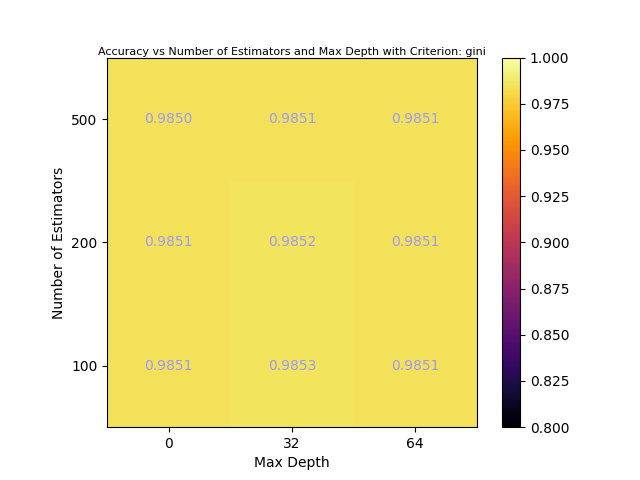 Accuracy vs Number of Estimators and Max Depth with Criterion: gini
1.000
0.975
0.950
0.925
0.900
0.875
0.850
0.825
0.800
Number of Estimators
500 0.9850 0.9851 0.9851
200 0.9851 0.9852 0.9851
100 0.9851 0.9853 0.9851
0 32 64
Max Depth